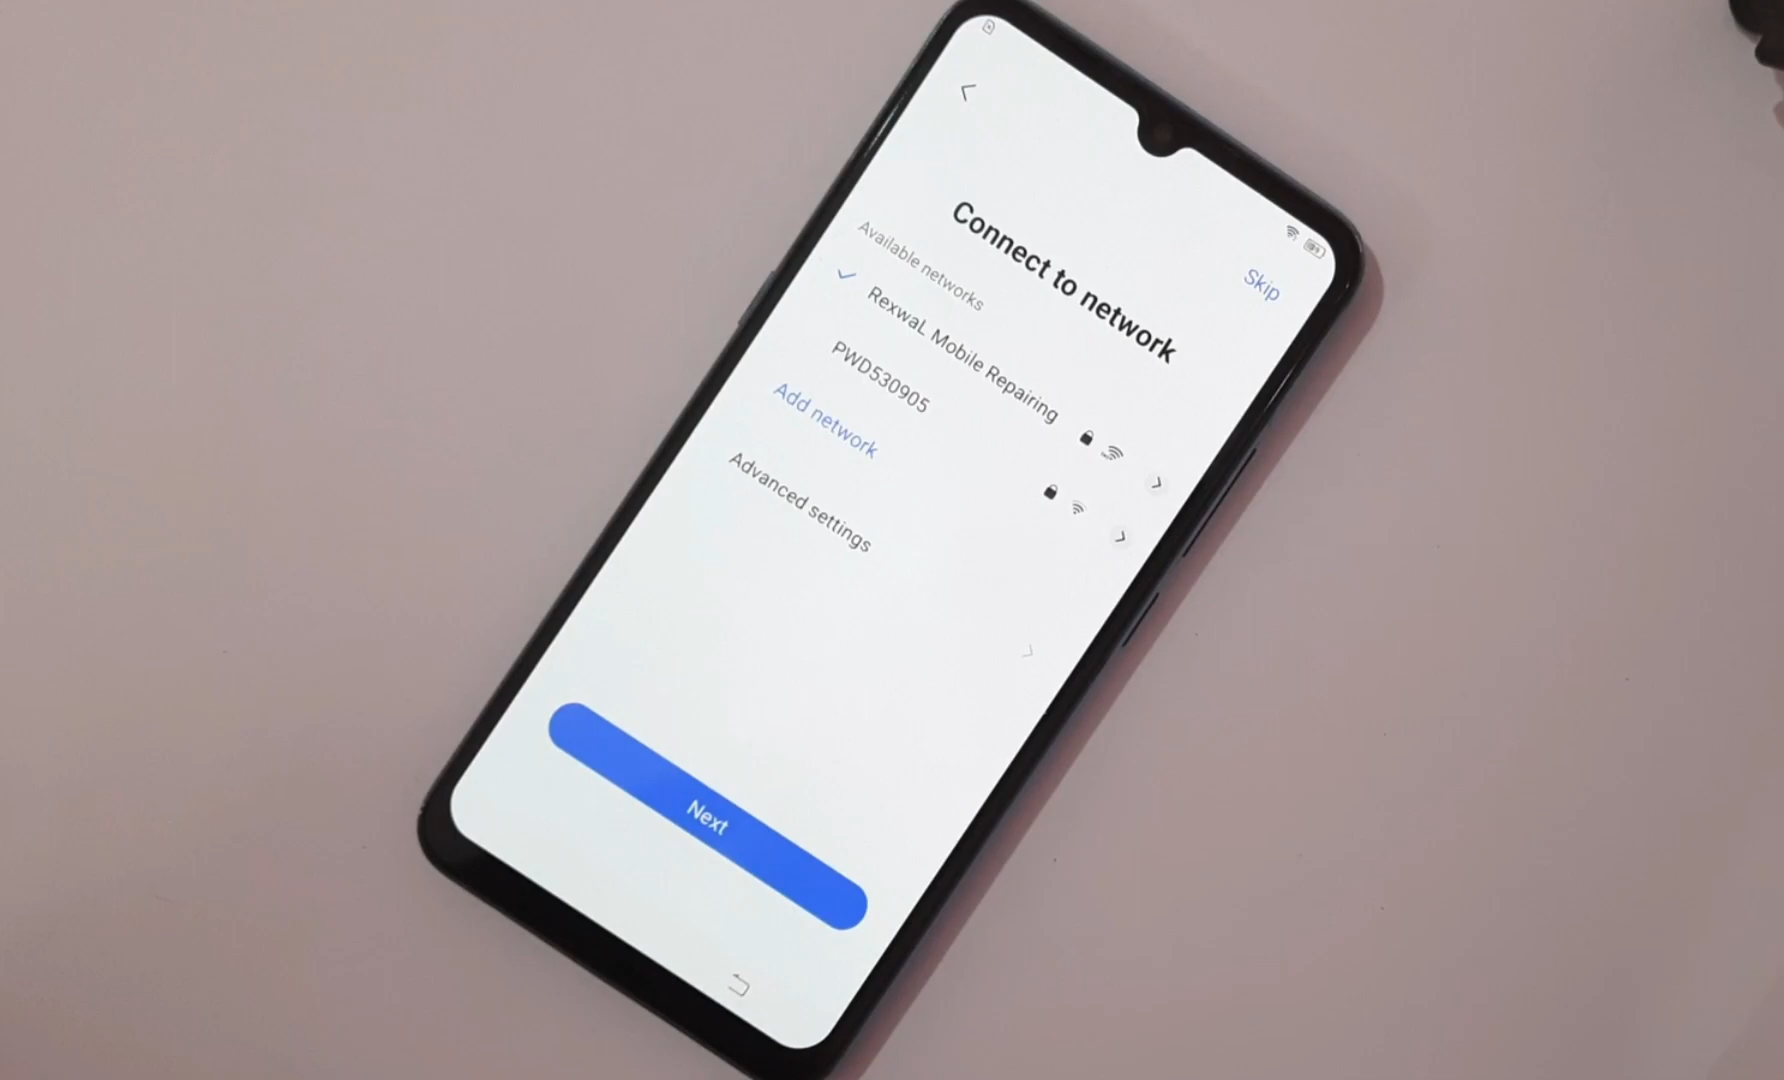 Skip
Connect to network
Available networks
RexwaL Mobile Repairing
PWD530905
Add network
Advanced settings
Next